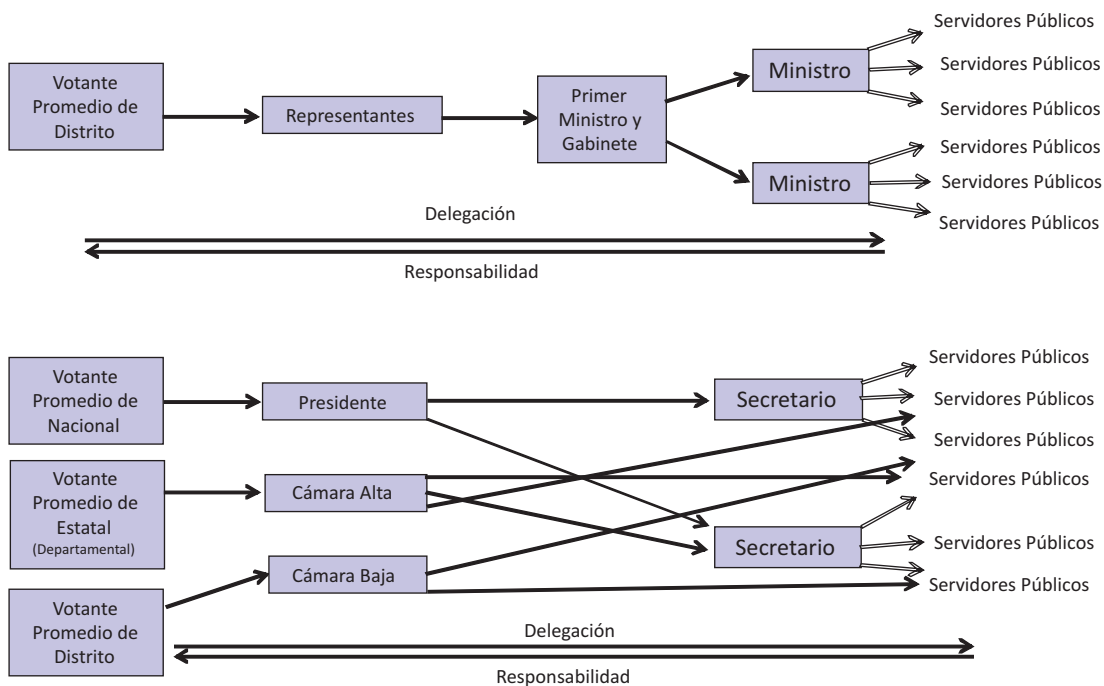 Votante
Promedio de
Distrito
Representantes
Primer
Ministro y
Gabinete
Ministro
Ministro
Servidores Públicos
Servidores Públicos
Servidores Públicos
Servidores Públicos
Servidores Públicos
Servidores Públicos
Delegación
Responsabilidad
Votante
Promedio de
Nacional
Presidente
Secretario
Servidores Públicos
Servidores Públicos
Servidores Públicos
Servidores Públicos
Votante
Promedio de
Estatal
(Departamental)
Cámara Alta
Secretario
Servidores Públicos
Servidores Públicos
Cámara Baja
Votante
Promedio de
Distrito
Delegación
Responsabilidad